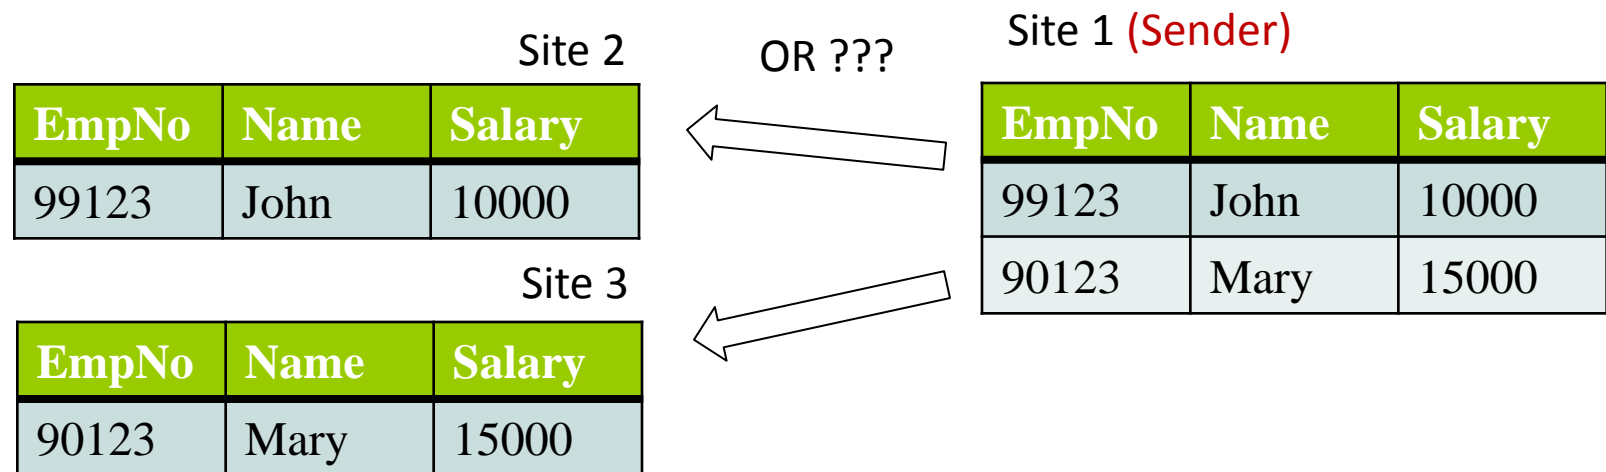 Site 2
OR ???
Site 1 (Sender)
EmpNo Name Salary
99123 John 10000
Site 3
EmpNo Name Salary
90123 Mary 15000
EmpNo Name Salary
99123 John 10000
90123 Mary 15000